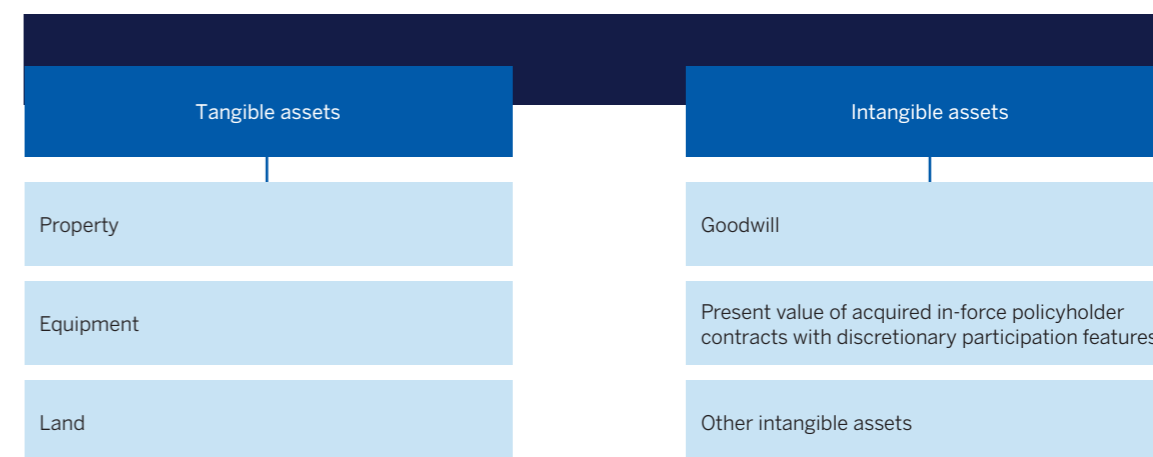 Tangible assets
Intangible assets
Property
Goodwill
Equipment
Present value of acquired in-force policyholder
contracts with discretionary participation features
Land
Other intangible assets